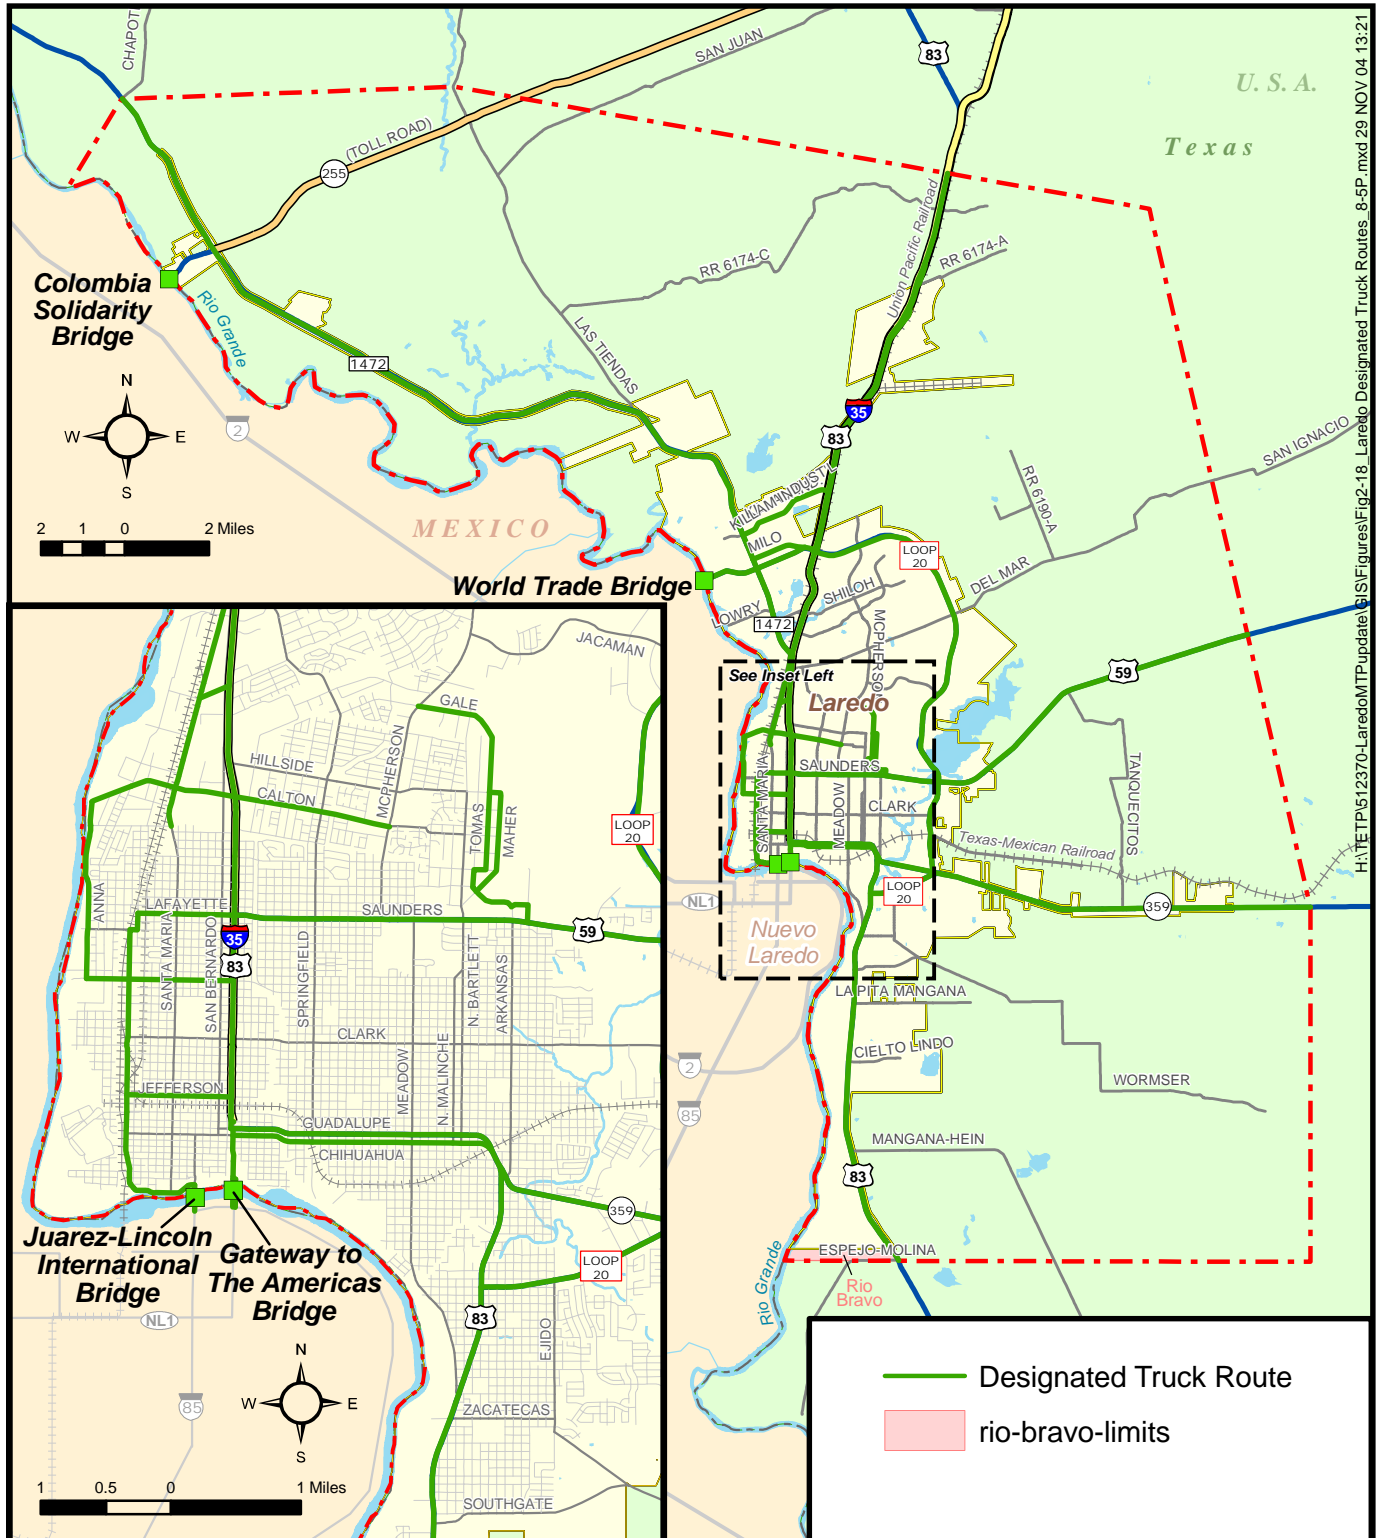 CHAPOT
SAN JUAN
83
U. S. A.
Texas
(TOLL ROAD)
255
Union Pacific Railroad
RR 6174-C
RR 6174-A
Colombia
Solidarity
Bridge
Rio Grande
1472
LAS TIENDAS
N
W
E
S
2
35
83
SAN IGNACIO
RR 6190-A
2 1 0 2 Miles
MEXICO
KILLAM INDUST'L
MILO
LOOP
20
DEL MAR
World Trade Bridge
LOWRY
SHILOH
1472
MCPHERSON
See Inset Left
Laredo
59
SAUNDERS
SANTA MARIA
MEADOW
CLARK
TANQUECITOS
Texas-Mexican Railroad
NL1
LOOP
20
359
Nuevo
Laredo
LA PITA MANGANA
CIELTO LINDO
2
85
WORMSER
MANGANA-HEIN
83
ESPEJO-MOLINA
Rio Grande
Rio
Bravo
JACAMAN
GALE
HILLSIDE
CALTON
MCPHERSON
TOMAS
MAHER
LOOP
20
ANNA
LAFAYETTE
SAUNDERS
59
SANTA MARIA
SAN BERNARDO
35
83
SPRINGFIELD
N. BARTLETT
ARKANSAS
CLARK
MEADOW
N. MALINCHE
JEFFERSON
GUADALUPE
CHIHUAHUA
359
Juarez-Lincoln
International
Bridge
Gateway to
The Americas
Bridge
LOOP
20
NL1
83
EJIDO
N
W
E
S
85
ZACATECAS
1 0.5 0 1 Miles
SOUTHGATE
Designated Truck Route
rio-bravo-limits
H:\TETP\512370-LaredoMTPupdate\GIS\Figures\Fig2-18_Laredo Designated Truck Routes_8-5P.mxd 29 NOV 04 13:21